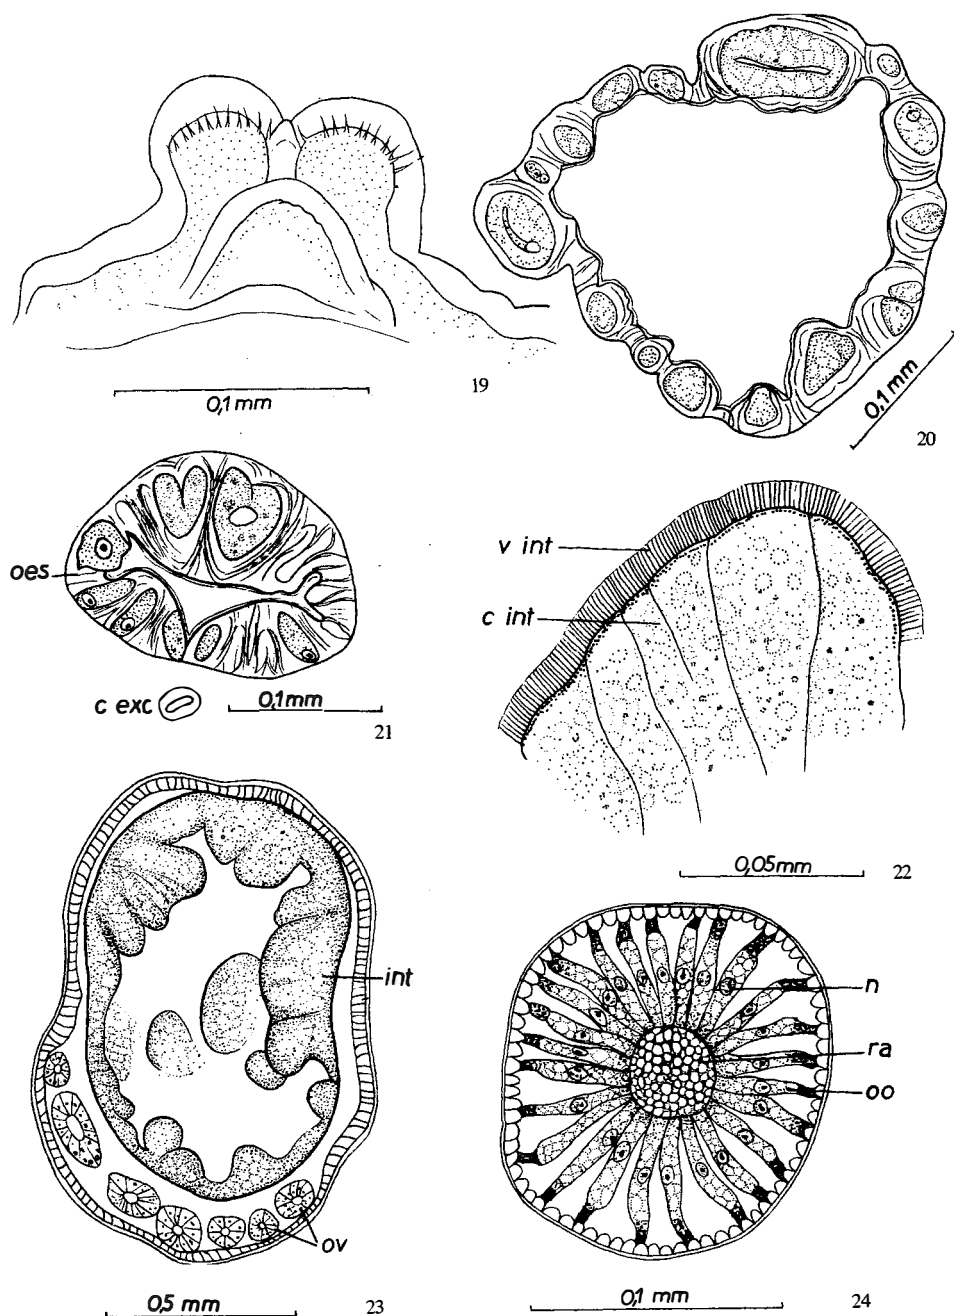 0,1 mm
19
0,1 mm
20
oes
c exc
0,1 mm
21
v int
c int
0,05mm
22
int
ov
0,5 mm
23
n
ra
oo
0,1 mm
24